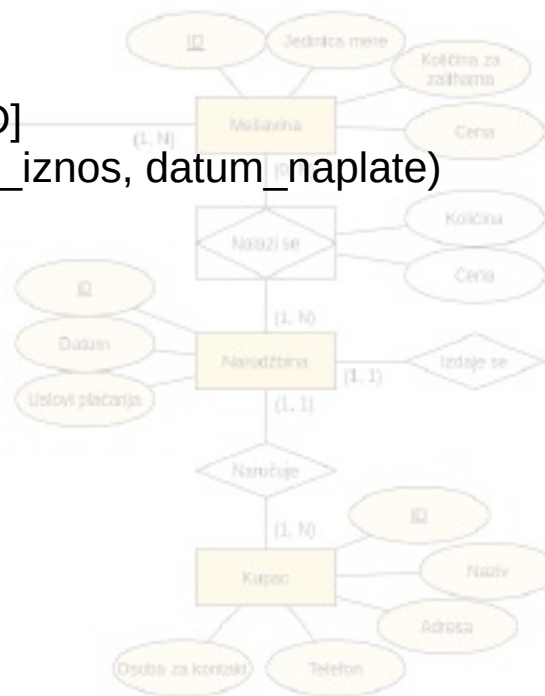 ID
Jedinica mere
Količina za
zalihama
D]
Mešavina
Cena
(1, N)
_iznos, datum_naplate)
Količina
Nalazi se
Cena
ID
(1, N)
Datum
Narudžbina
Izdaje se
(1, 1)
Uslovi plaćanja
(1, 1)
Naručuje
ID
(1, N)
Naziv
Kupac
Adresa
Osoba za kontakt
Telefon